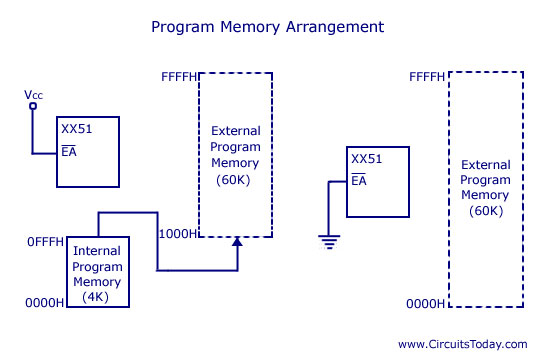 Program Memory Arrangement
FFFFH
Vcc
XX51
EA
External
Program
Memory
(60K)
1000H
0FFFH
Internal
Program
Memory
(4K)
0000H
FFFFH
XX51
EA
External
Program
Memory
(60K)
0000H
www.CircuitsToday.com